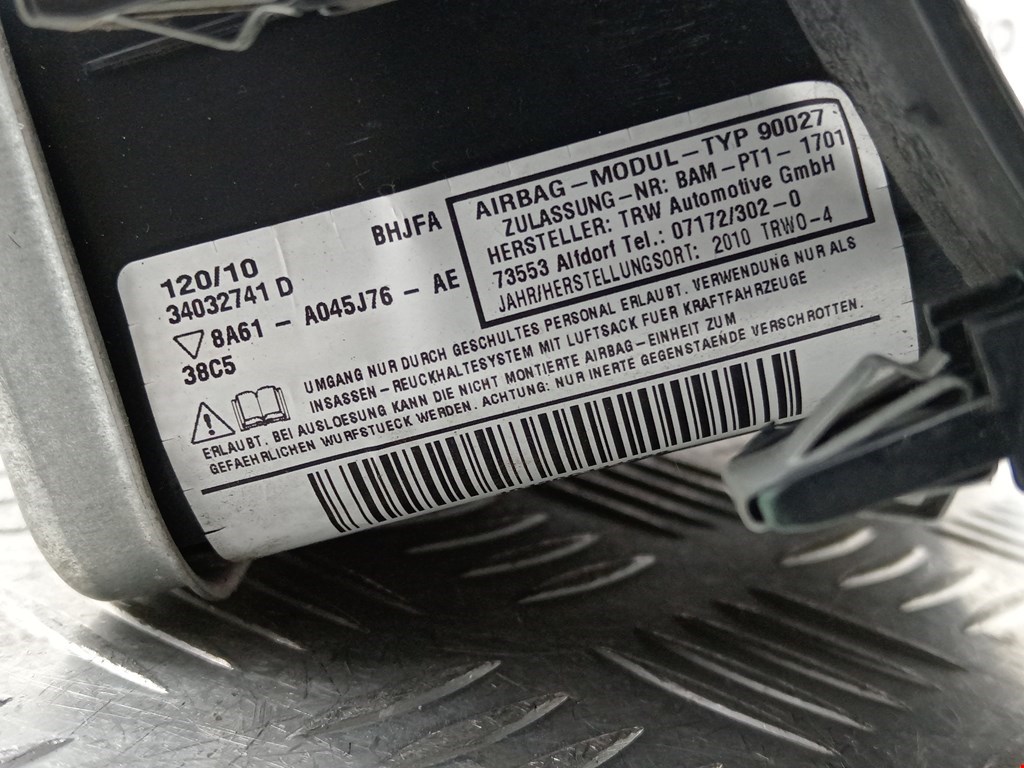 BHJFA
AIRBAG-MODUL-TYP 90027
ZULASSUNG-NR: BAM-PT1-1701
HERSTELLER: TRW Automotive GmbH
73553 Alfdorf Tel.: 07172/302-0
JAHR/HERSTELLUNGSORT: 2010 TRWO-4
120/10
34032741 D
8A61 - A045J76 - AE
38C5
UMGANG NUR DURCH GESCHULTES PERSONAL ERLAUBT. VERWENDUNG NUR ALS
INSASSEN-REUCKHALTESYSTEM MIT LUFTSACK FUER KRAFTFAHRZEUGE
ERLAUBT. BEI AUSLOESUNG KANN DIE NICHT MONTIERTE AIRBAG-EINHEIT ZUM
GEFAEHRLICHEN WURFSTUECK WERDEN. ACHTUNG: NUR INERTE GEGENSTAENDE VERSCHROTTEN.